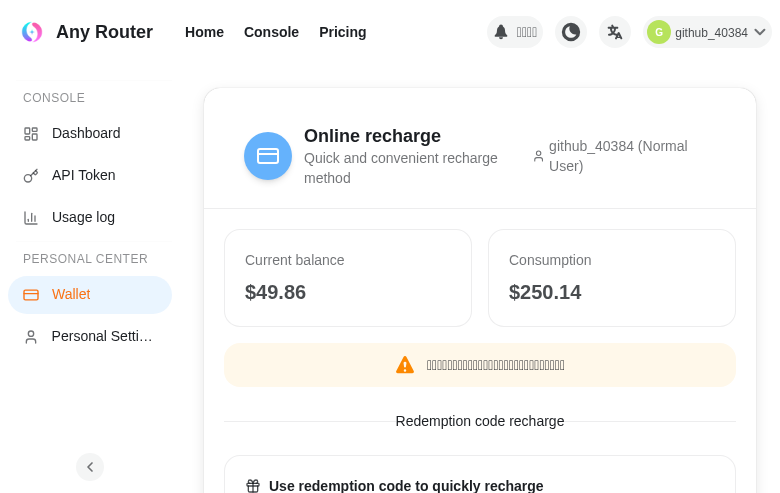 Any Router
Home
Console
Pricing
G
github_40384
CONSOLE
Dashboard
API Token
Usage log
PERSONAL CENTER
Wallet
Personal Setti...
Online recharge
Quick and convenient recharge
method
github_40384 (Normal
User)
Current balance
$49.86
Consumption
$250.14
Redemption code recharge
Use redemption code to quickly recharge